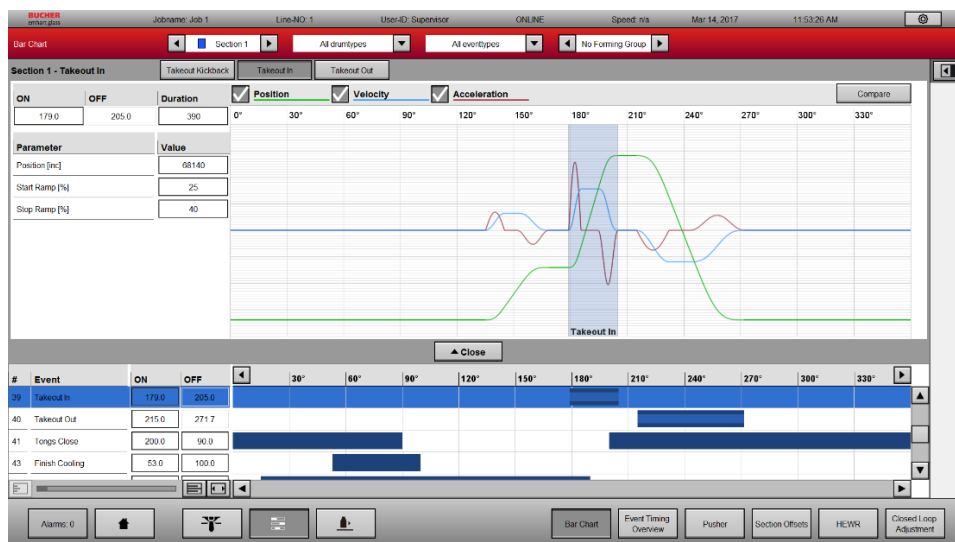 BUCHER
emhart glass
Jobname: Job 1
Line-NO: 1
User-ID: Supervisor
ONLINE
Speed: n/a
Mar 14, 2017
11:53:26 AM
Bar Chart
Section 1
All drumtypes
All eventtypes
No Forming Group
Section 1 - Takeout In
Takeout Kickback
Takeout In
Takeout Out
ON OFF Duration
179.0 205.0 390
Position
Velocity
Acceleration
Compare
0° 30° 60° 90° 120° 150° 180° 210° 240° 270° 300° 330°
Parameter Value
Position [inc] 68140
Start Ramp [%] 25
Stop Ramp [%] 40
Takeout In
Close
# Event ON OFF
30° 60° 90° 120° 150° 180° 210° 240° 270° 300° 330°
39 Takeout In 179.0 205.0
40 Takeout Out 215.0 271.7
41 Tongs Close 200.0 90.0
43 Finish Cooling 53.0 100.0
Alarms: 0
Bar Chart
Event Timing
Overview
Pusher
Section Offsets
HEWR
Closed Loop
Adjustment